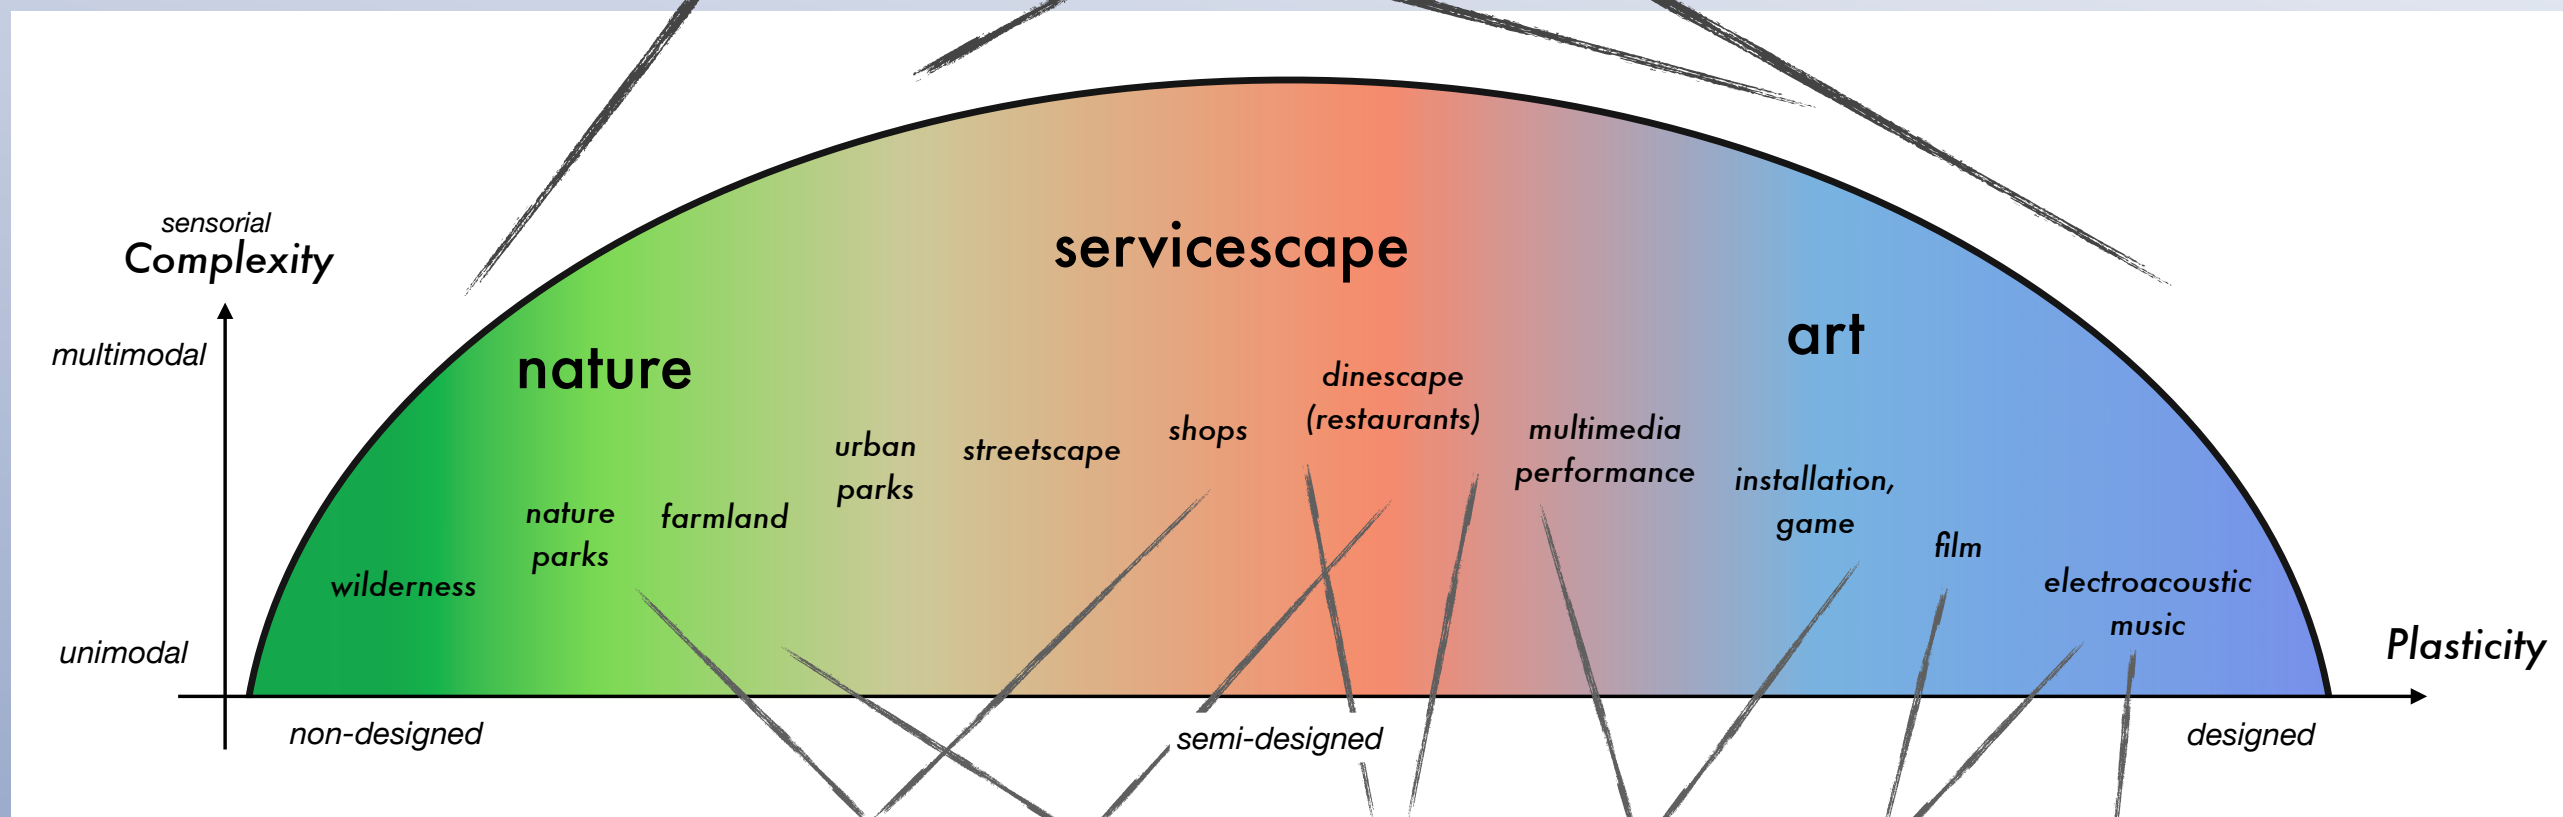 sensorial
Complexity
multimodal
unimodal
servicescape
nature
art
wilderness
nature
parks
farmland
urban
parks
streetscape
shops
dinescape
(restaurants)
multimedia
performance
installation,
game
film
electroacoustic
music
Plasticity
non-designed
semi-designed
designed